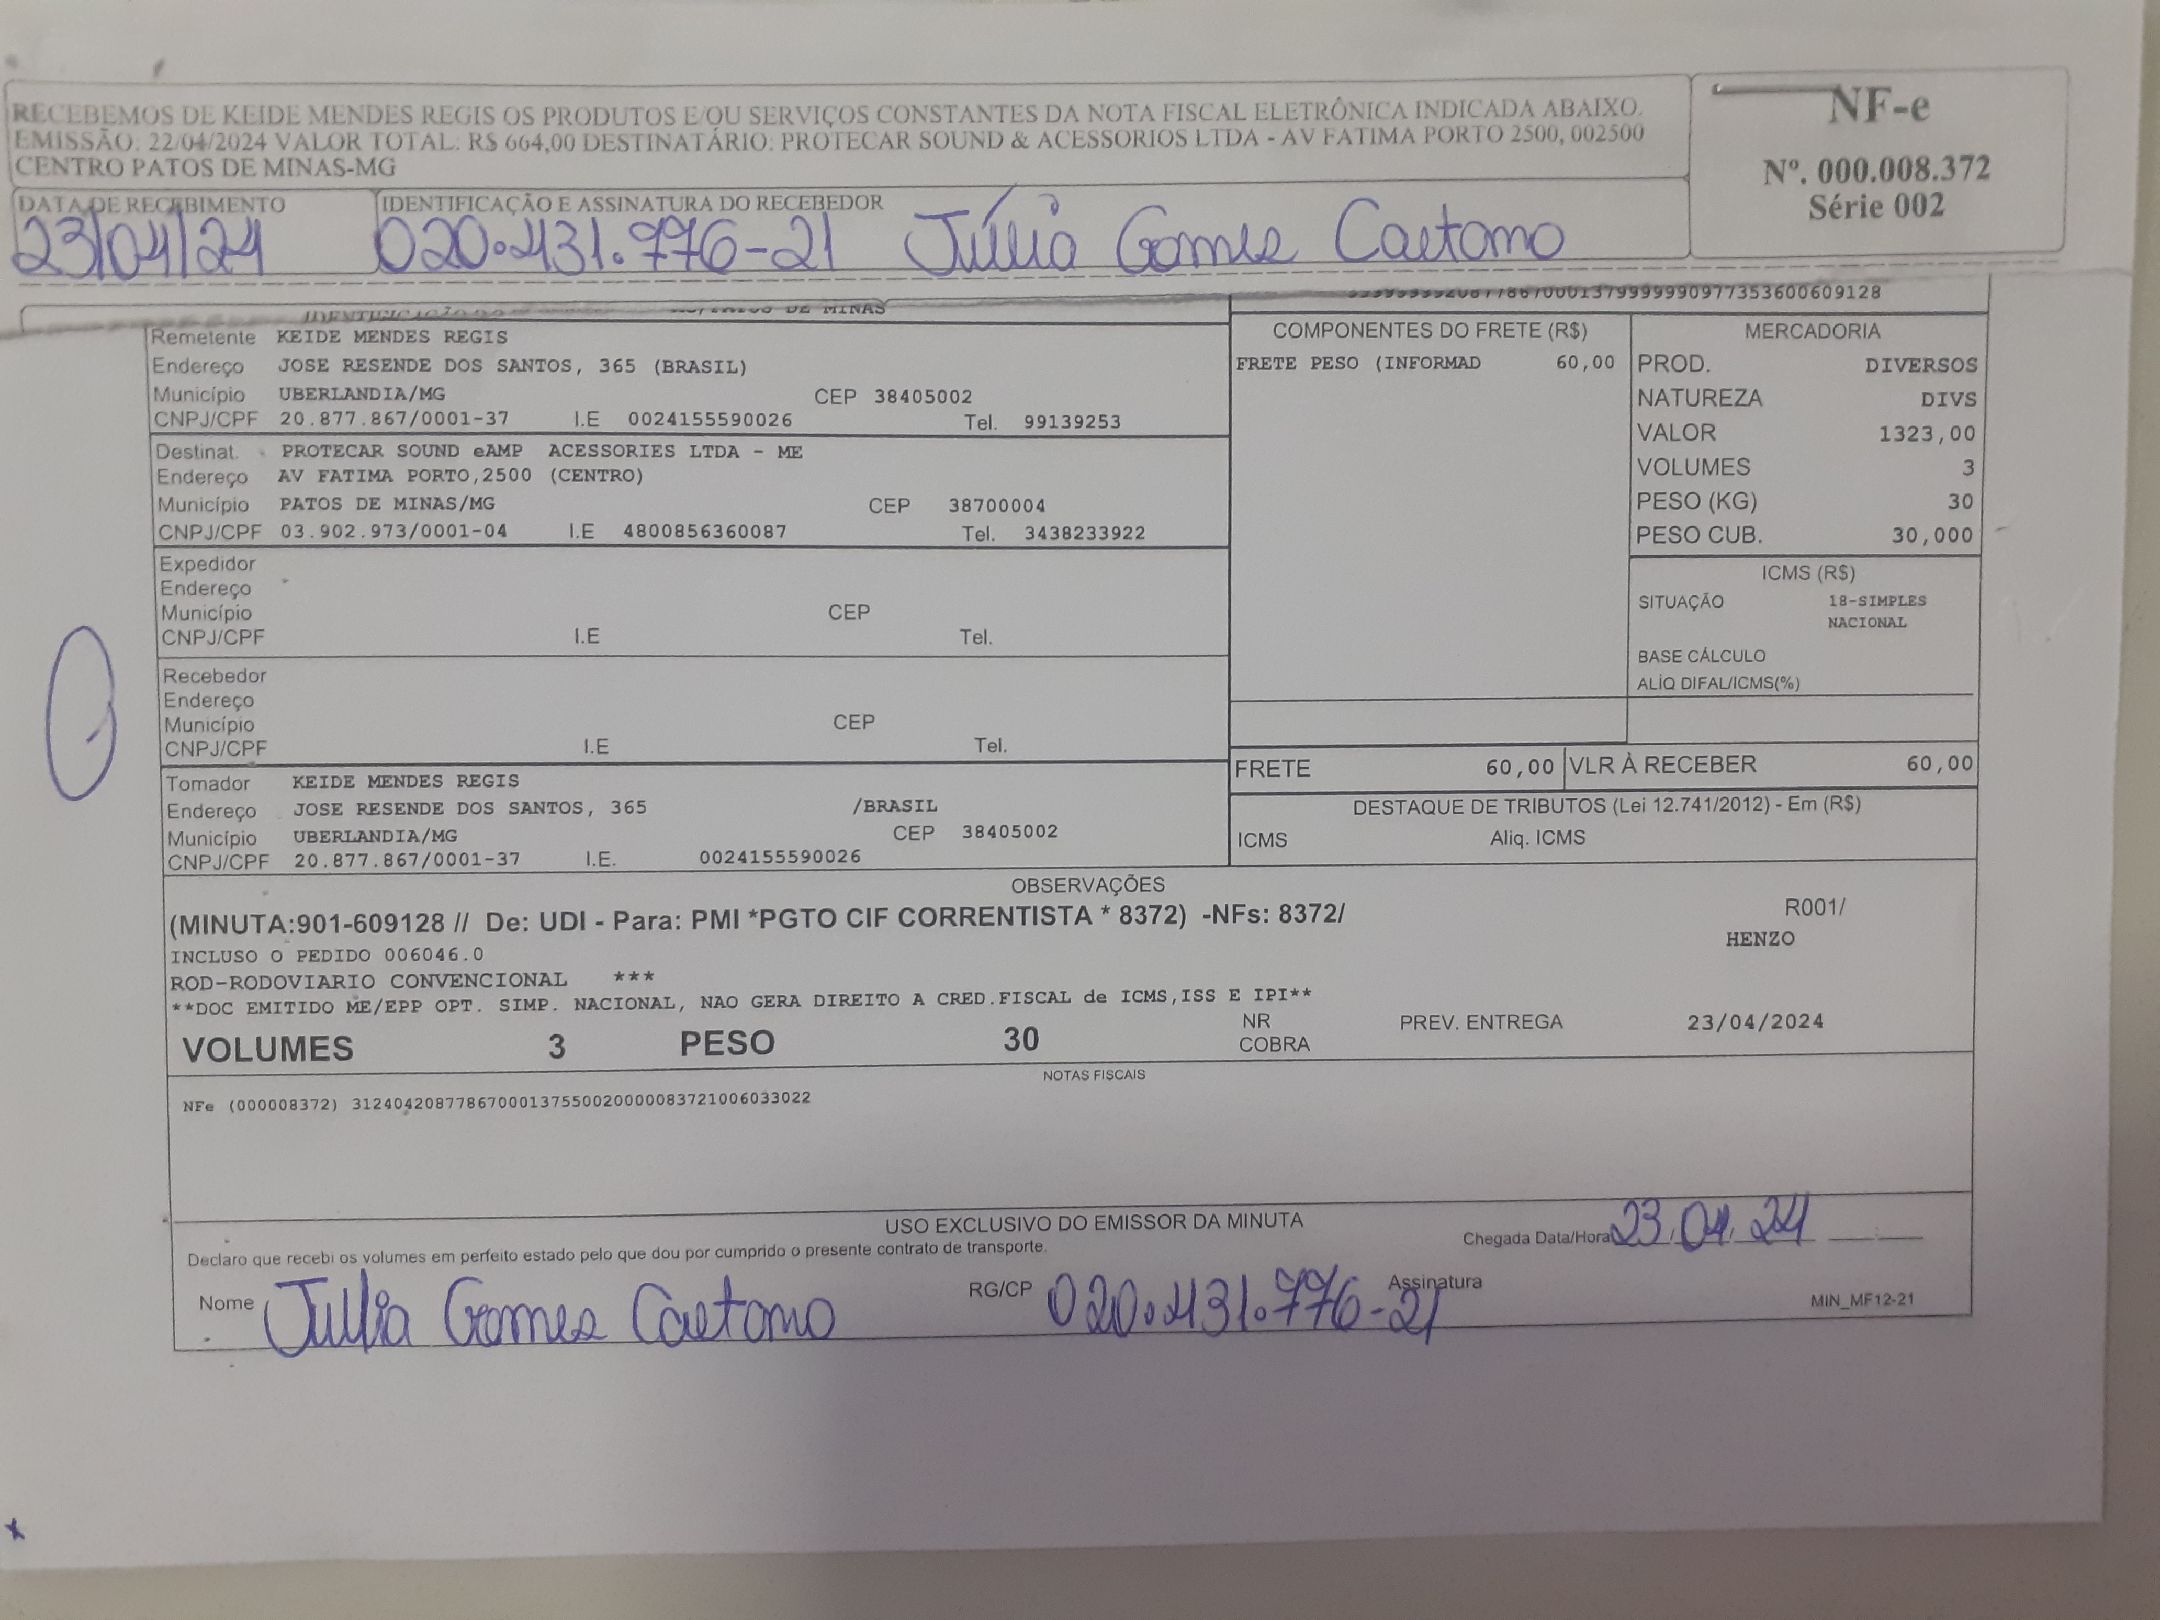 RECEBEMOS DE KEIDE MENDES REGIS OS PRODUTOS E/OU SERVIÇOS CONSTANTES DA NOTA FISCAL ELETRÔNICA INDICADA ABAIXO.
EMISSÃO: 22/04/2024 VALOR TOTAL: R$ 664,00 DESTINATÁRIO: PROTECAR SOUND & ACESSORIOS LTDA - AV FATIMA PORTO 2500, 002500
CENTRO PATOS DE MINAS-MG
NF-e
Nº. 000.008.372
Série 002
DATA DE RECEBIMENTO
23/04/24
IDENTIFICAÇÃO E ASSINATURA DO RECEBEDOR
020.431.776-21 Júlia Gomes Caetano
DE MINAS
Remetente KEIDE MENDES REGIS
Endereço JOSE RESENDE DOS SANTOS, 365 (BRASIL)
Município UBERLANDIA/MG CEP 38405002
CNPJ/CPF 20.877.867/0001-37 I.E 0024155590026 Tel. 99139253
Destinat. PROTECAR SOUND eAMP ACESSORIES LTDA - ME
Endereço AV FATIMA PORTO,2500 (CENTRO)
Município PATOS DE MINAS/MG CEP 38700004
CNPJ/CPF 03.902.973/0001-04 I.E 4800856360087 Tel. 3438233922
Expedidor
Endereço
Município CEP
CNPJ/CPF I.E Tel.
Recebedor
Endereço
Município CEP
CNPJ/CPF I.E Tel.
Tomador KEIDE MENDES REGIS
Endereço JOSE RESENDE DOS SANTOS, 365 /BRASIL
Município UBERLANDIA/MG CEP 38405002
CNPJ/CPF 20.877.867/0001-37 I.E. 0024155590026
COMPONENTES DO FRETE (R$)
FRETE PESO (INFORMAD 60,00
MERCADORIA
PROD. DIVERSOS
NATUREZA DIVS
VALOR 1323,00
VOLUMES 3
PESO (KG) 30
PESO CUB. 30,000
ICMS (R$)
SITUAÇÃO 18-SIMPLES
NACIONAL
BASE CÁLCULO
ALÍQ DIFAL/ICMS(%)
FRETE 60,00 VLR À RECEBER 60,00
DESTAQUE DE TRIBUTOS (Lei 12.741/2012) - Em (R$)
ICMS Aliq. ICMS
OBSERVAÇÕES
(MINUTA:901-609128 // De: UDI - Para: PMI *PGTO CIF CORRENTISTA * 8372) -NFs: 8372/
R001/
HENZO
INCLUSO O PEDIDO 006046.0
ROD-RODOVIARIO CONVENCIONAL ***
**DOC EMITIDO ME/EPP OPT. SIMP. NACIONAL, NAO GERA DIREITO A CRED.FISCAL de ICMS,ISS E IPI**
VOLUMES 3 PESO 30
NR
COBRA
PREV. ENTREGA 23/04/2024
NOTAS FISCAIS
NFe (000008372) 31240420877867000137550020000083721006033022
USO EXCLUSIVO DO EMISSOR DA MINUTA
Declaro que recebi os volumes em perfeito estado pelo que dou por cumprido o presente contrato de transporte.
Chegada Data/Hora 23.04.24
Nome Júlia Gomes Caetano RG/CP 020.431.776-21 Assinatura
MIN_MF12-21